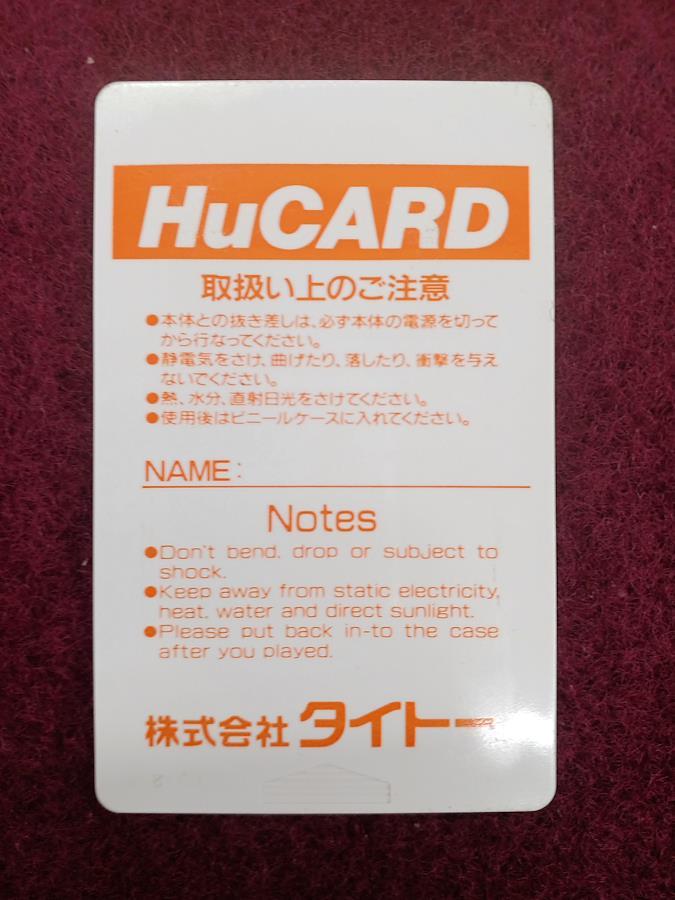 HuCARD
取扱い上のご注意
●本体との抜き差しは、必ず本体の電源を切って
から行なってください。
●静電気をさけ、曲げたり、落したり、衝撃を与え
ないでください。
●熱、水分、直射日光をさけてください。
●使用後はビニールケースに入れてください。
NAME:
Notes
●Don't bend, drop or subject to
shock.
●Keep away from static electricity,
heat, water and direct sunlight.
●Please put back in-to the case
after you played.
株式会社 タイトー